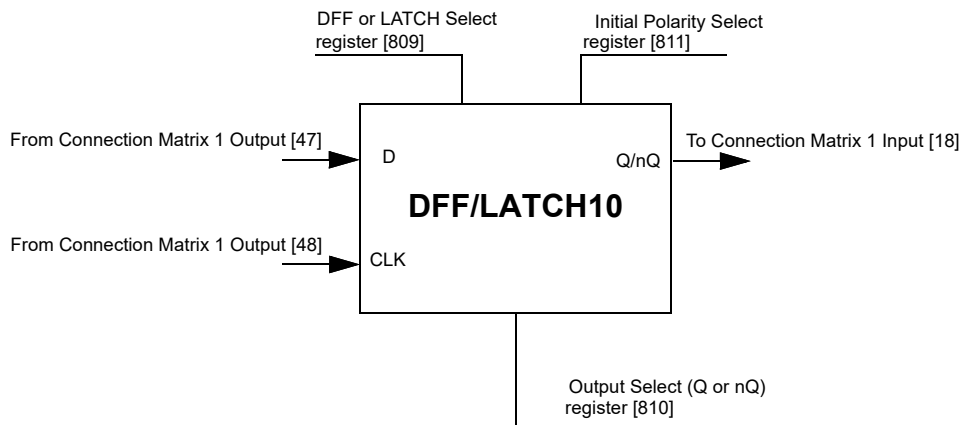 DFF or LATCH Select
register [809]
Initial Polarity Select
register [811]
From Connection Matrix 1 Output [47]
D
To Connection Matrix 1 Input [18]
Q/nQ
DFF/LATCH10
From Connection Matrix 1 Output [48]
CLK
Output Select (Q or nQ)
register [810]